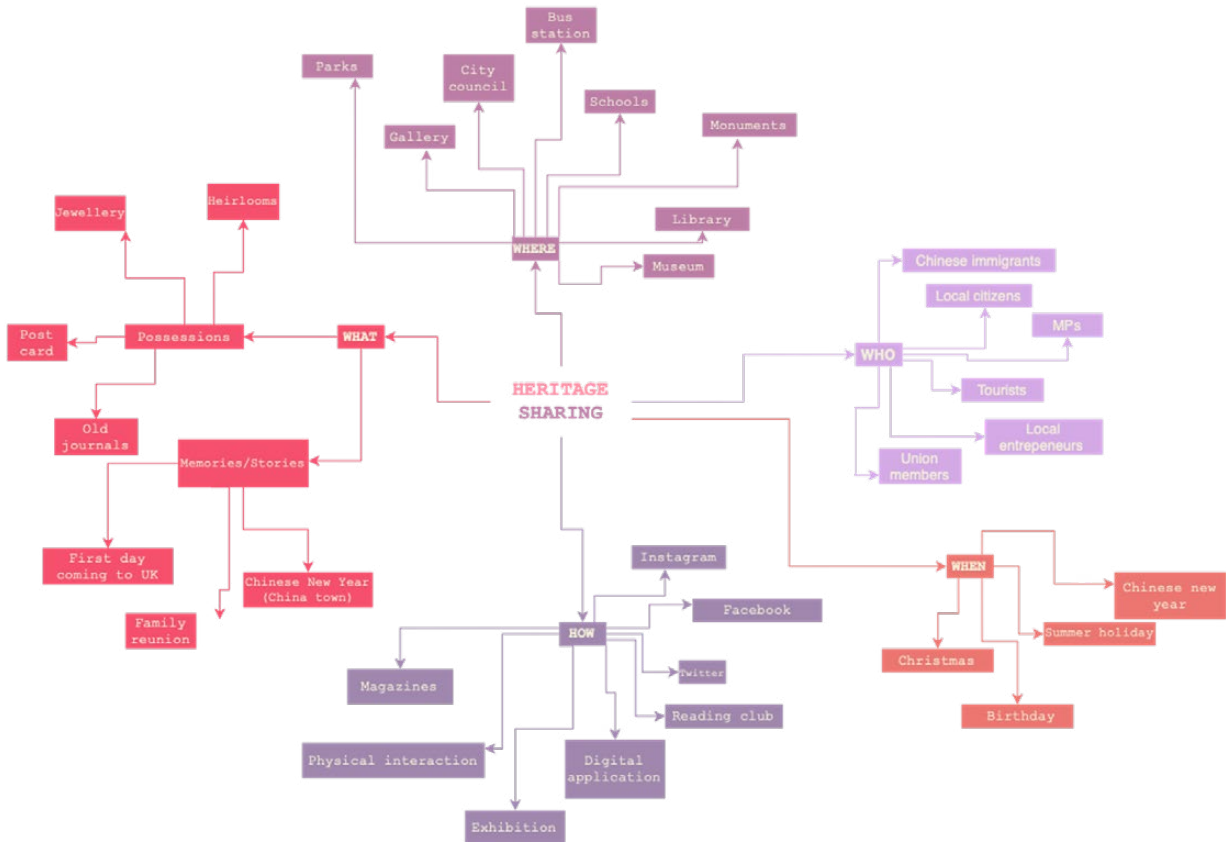 Bus
station
Parks
City
council
Schools
Monuments
Gallery
Library
WHERE
Museum
Heirlooms
Jewellery
Possessions
WHAT
Post
card
Old
journals
Memories/Stories
First day
coming to UK
Chinese New Year
(China town)
Family
reunion
HERITAGE
SHARING
Chinese immigrants
Local citizens
MPs
WHO
Tourists
Local
entrepeneurs
Union
members
WHEN
Chinese new
year
Summer holiday
Christmas
Birthday
Instagram
Facebook
HOW
Twitter
Magazines
Reading club
Physical interaction
Digital
application
Exhibition